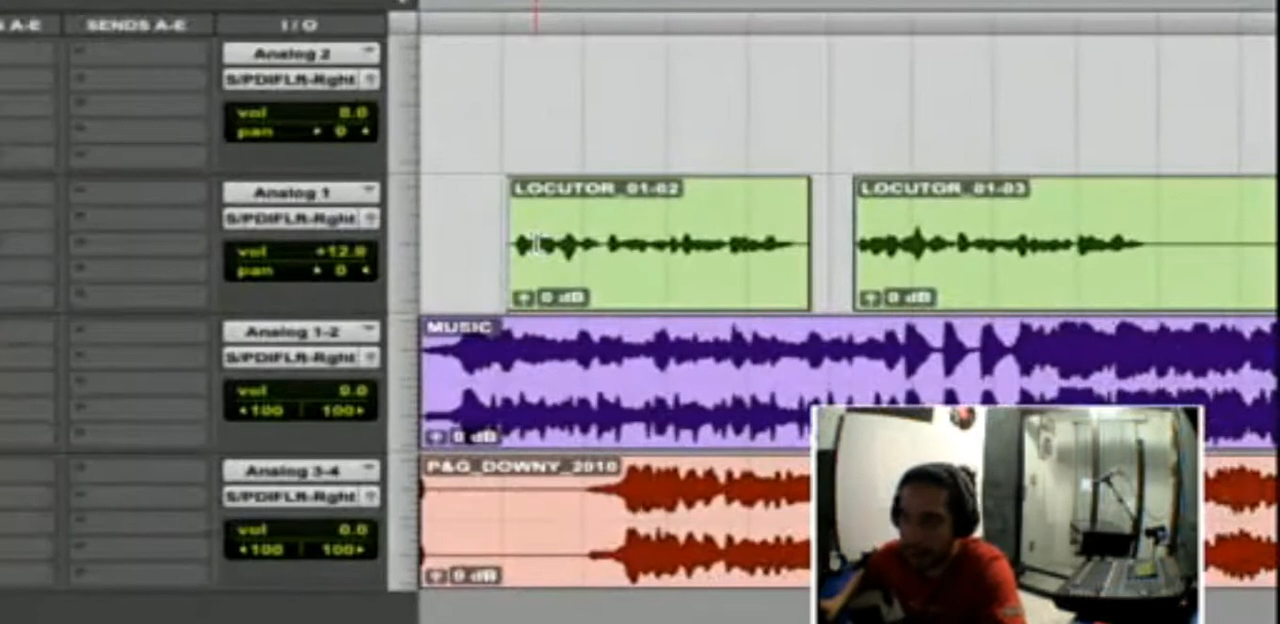 A-E SENDS A-E I / O
Analog 2
S/PDIFLR-Rght
vol 0.0
pan 0
Analog 1
S/PDIFLR-Rght
vol +12.0
pan 0
LOCUTOR_01-02 LOCUTOR_01-03
0 dB 0 dB
Analog 1-2
S/PDIFLR-Rght
vol 0.0
100 100
MUSIC
0 dB
Analog 3-4
S/PDIFLR-Rght
vol 0.0
100 100
P&G_DOWNY_2010
0 dB